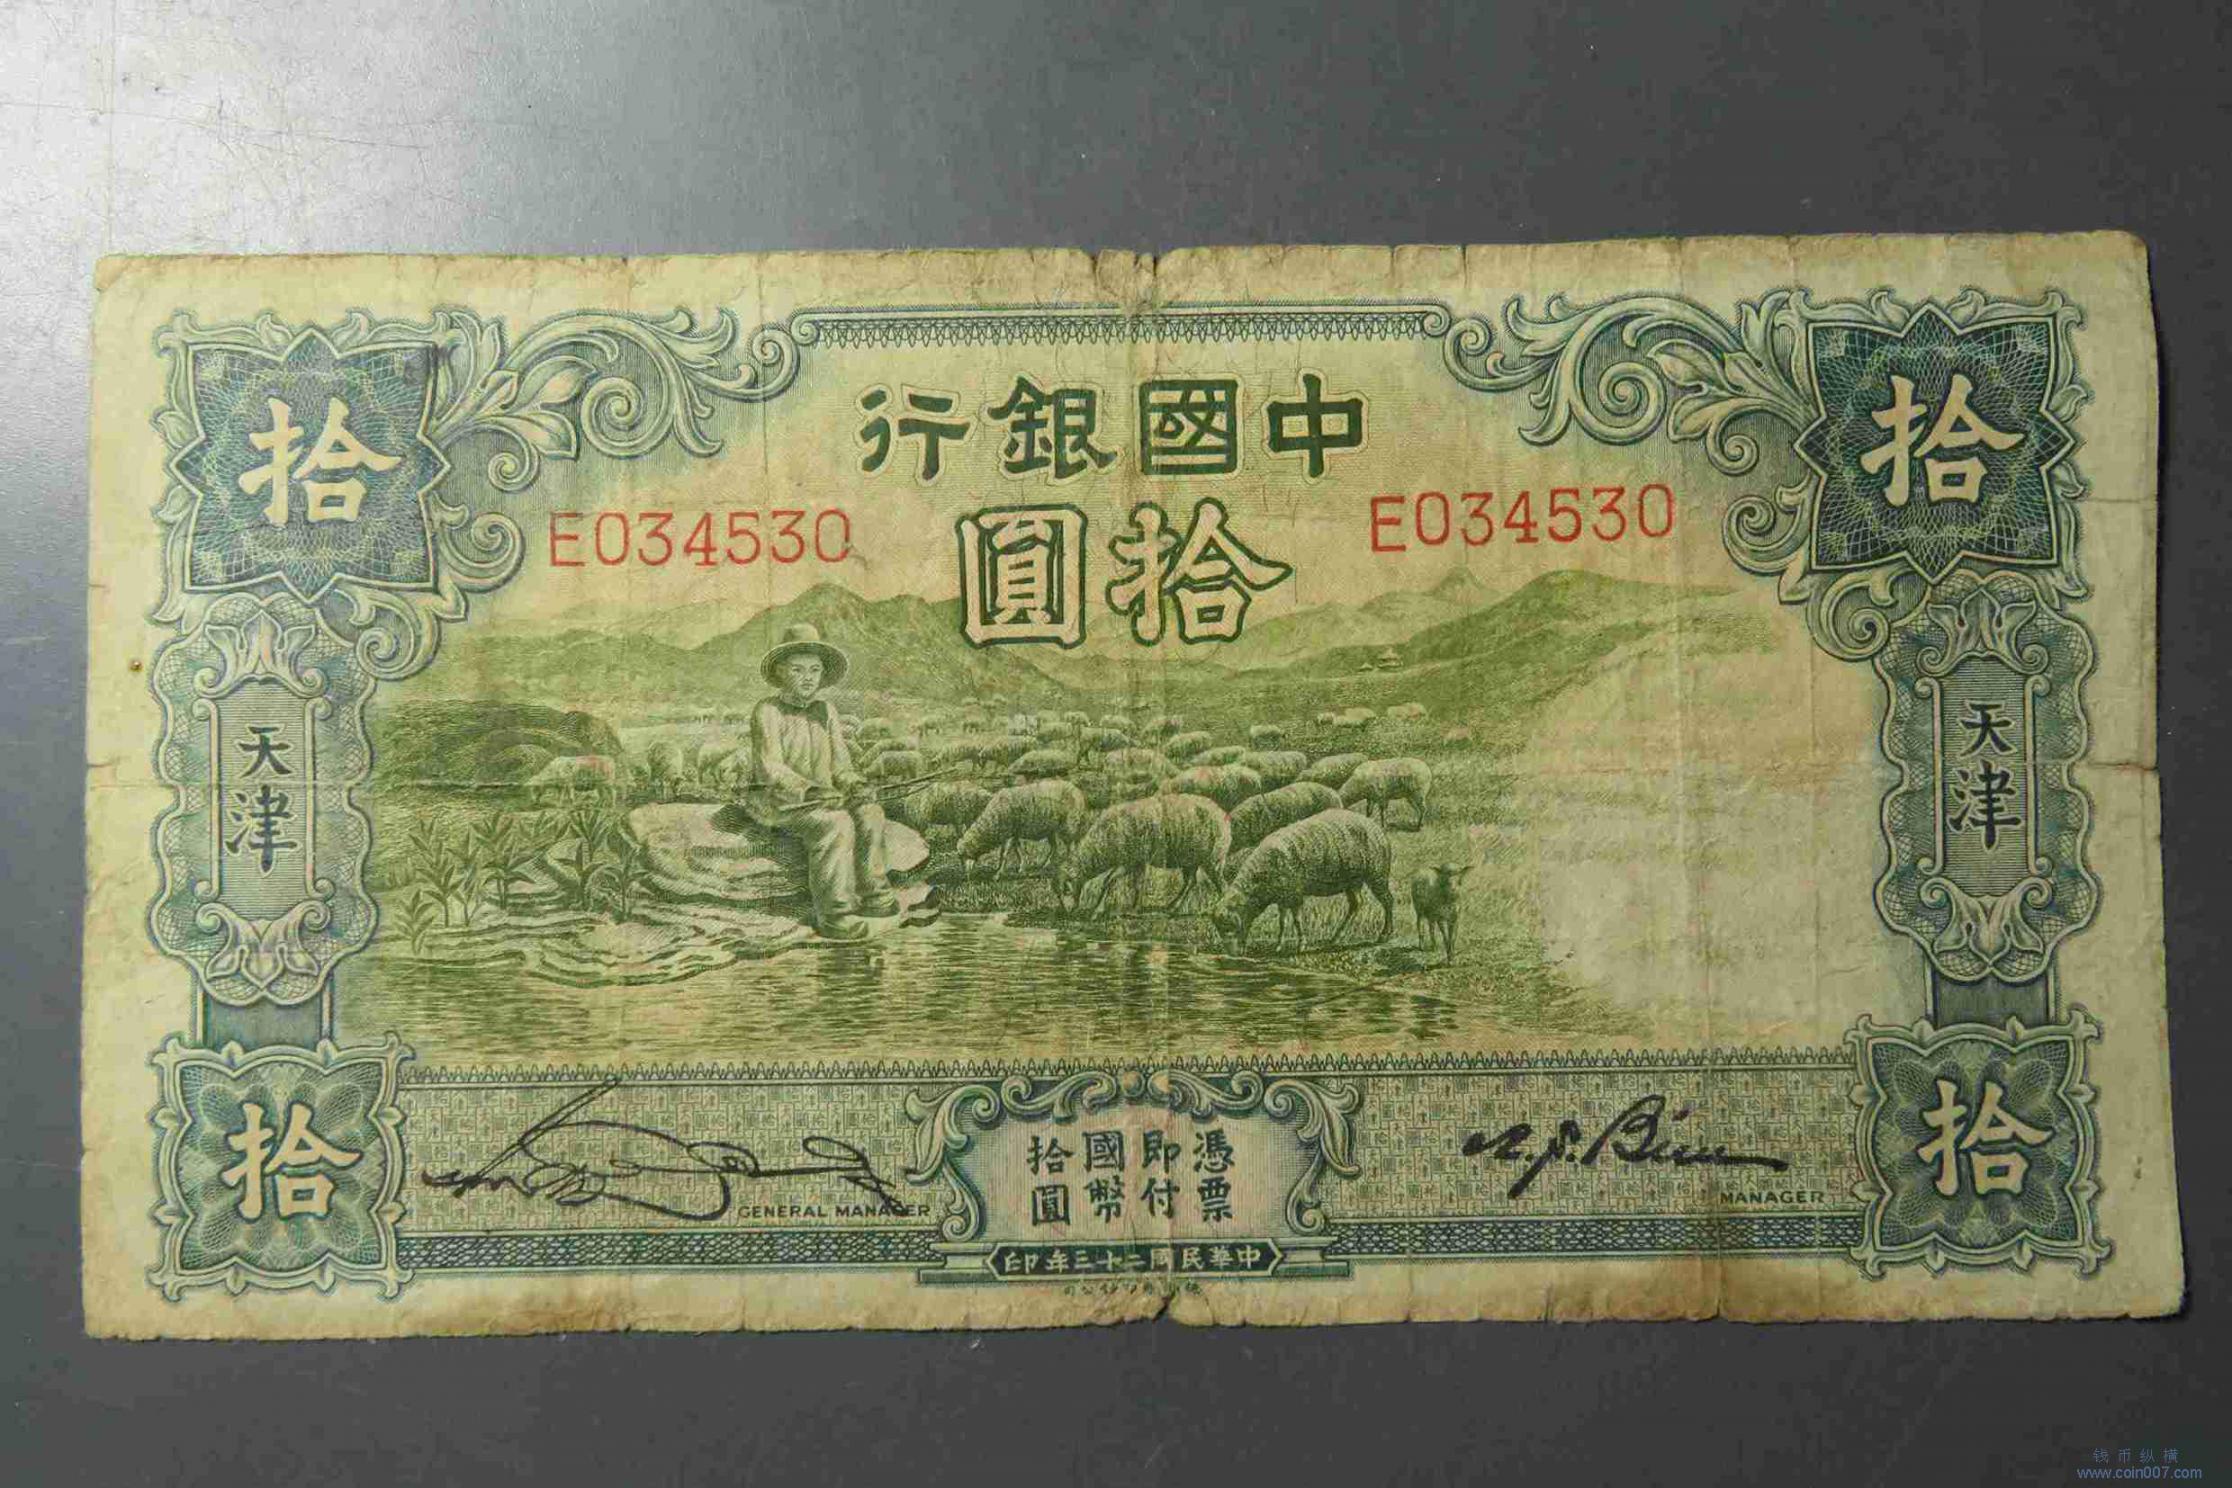 中國銀行
拾圓
拾
拾
E034530
E034530
天津
天津
拾
拾
憑票
即付
國幣
拾圓
GENERAL MANAGER
MANAGER
中華民國二十三年印
钱币纵横
www.coin007.com